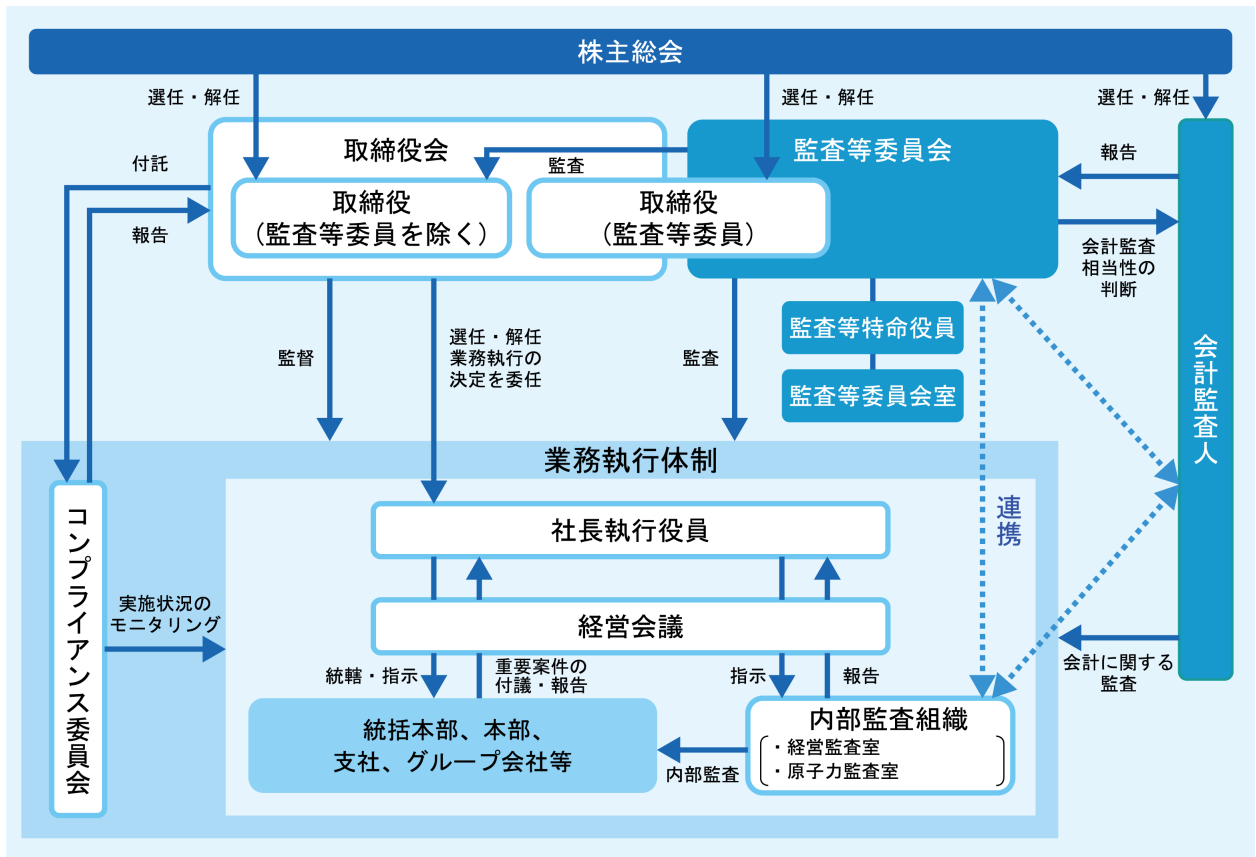 株主総会
選任・解任
選任・解任
選任・解任
取締役会
監査等委員会
付託
監査
報告
取締役
(監査等委員を除く)
取締役
(監査等委員)
報告
会計監査
相当性の
判断
監査等特命役員
監査等委員会室
監督
選任・解任
業務執行の
決定を委任
監査
会計監査人
業務執行体制
連携
コンプライアンス委員会
社長執行役員
実施状況の
モニタリング
経営会議
統轄・指示
重要案件の
付議・報告
指示
報告
会計に関する
監査
統括本部、本部、
支社、グループ会社等
内部監査
内部監査組織
・経営監査室
・原子力監査室